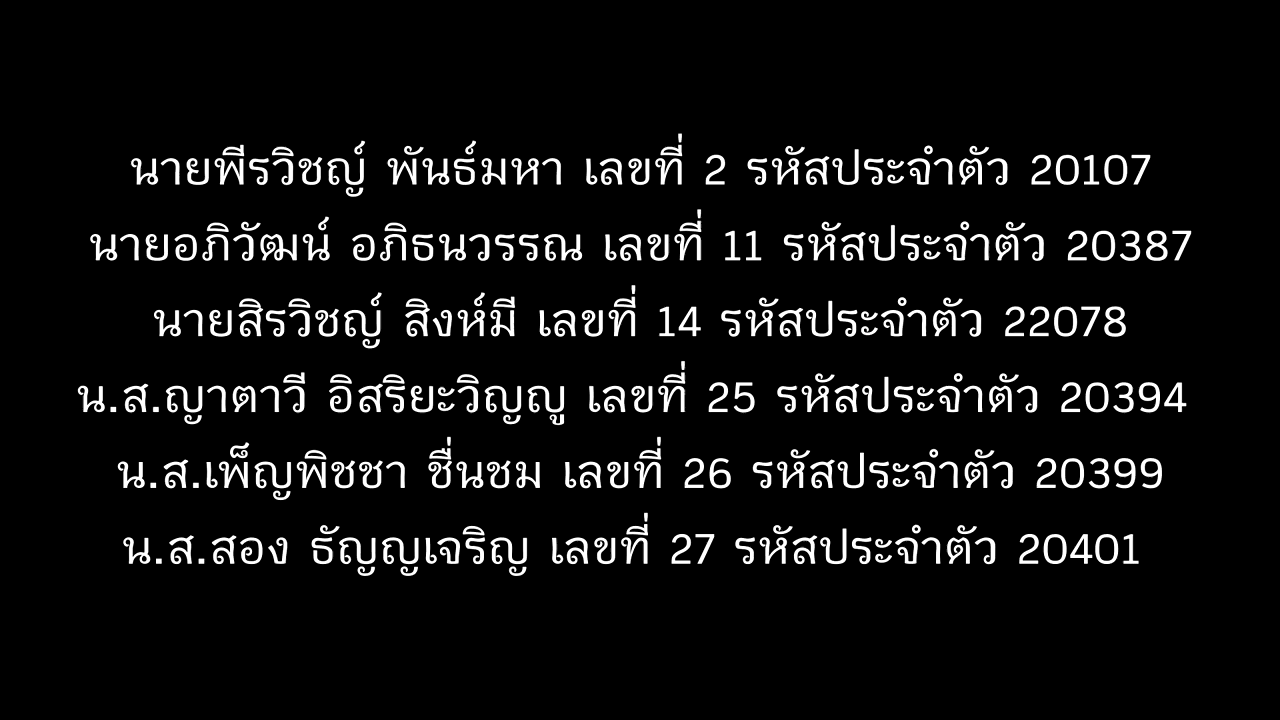 นายพีรวิชญ์ พันธ์มหา เลขที่ 2 รหัสประจำตัว 20107
นายอภิวัฒน์ อภิธนวรรณ เลขที่ 11 รหัสประจำตัว 20387
นายสิรวิชญ์ สิงห์มี เลขที่ 14 รหัสประจำตัว 22078
น.ส.ญาตาวี อิสริยะวิญญู เลขที่ 25 รหัสประจำตัว 20394
น.ส.เพ็ญพิชชา ชื่นชม เลขที่ 26 รหัสประจำตัว 20399
น.ส.สอง ธัญญเจริญ เลขที่ 27 รหัสประจำตัว 20401